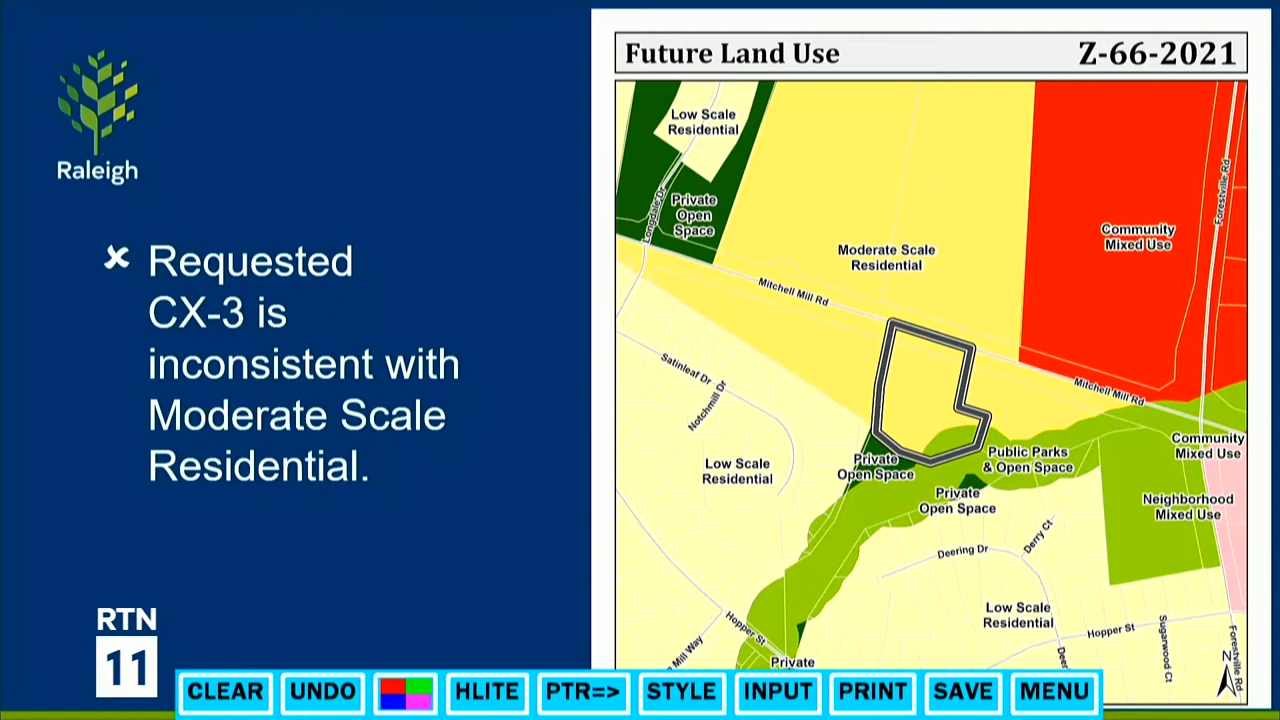 Raleigh
Requested
CX-3 is
inconsistent with
Moderate Scale
Residential.
RTN
11
Future Land Use
Z-66-2021
Low Scale
Residential
Longdale Dr
Private
Open
Space
Moderate Scale
Residential
Community
Mixed Use
Forestville Rd
Mitchell Mill Rd
Satinleaf Dr
Notchmill Dr
Mitchell Mill Rd
Low Scale
Residential
Private
Open Space
Public Parks
& Open Space
Private
Open Space
Community
Mixed Use
Neighborhood
Mixed Use
Deering Dr
Derry Ct
Low Scale
Residential
Hopper St
Hopper St
Sugarwood Ct
Forestville Rd
Mill Way
Private
Deer
N
CLEAR
UNDO
HLITE
PTR=>
STYLE
INPUT
PRINT
SAVE
MENU